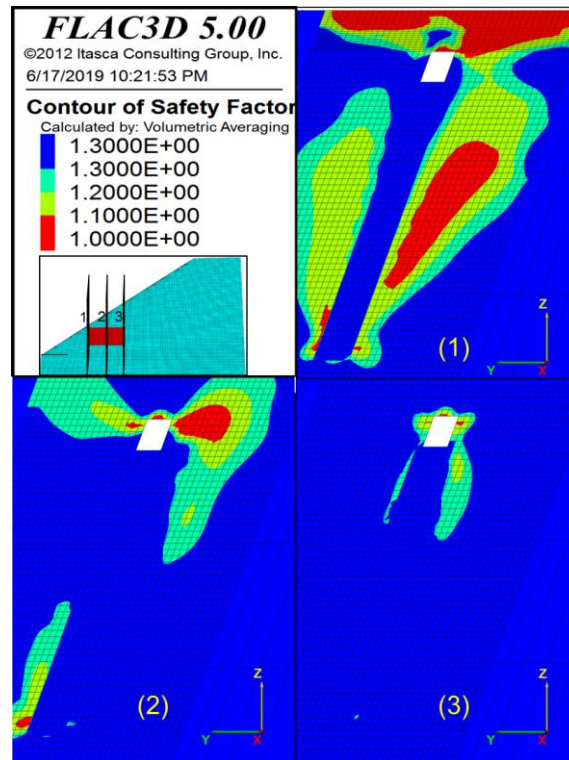 FLAC3D 5.00
©2012 Itasca Consulting Group, Inc.
6/17/2019 10:21:53 PM
Contour of Safety Factor
Calculated by: Volumetric Averaging
1.3000E+00
1.3000E+00
1.2000E+00
1.1000E+00
1.0000E+00
1 2 3
Z
Y X
(1)
Z
Y X
(2)
Z
Y X
(3)